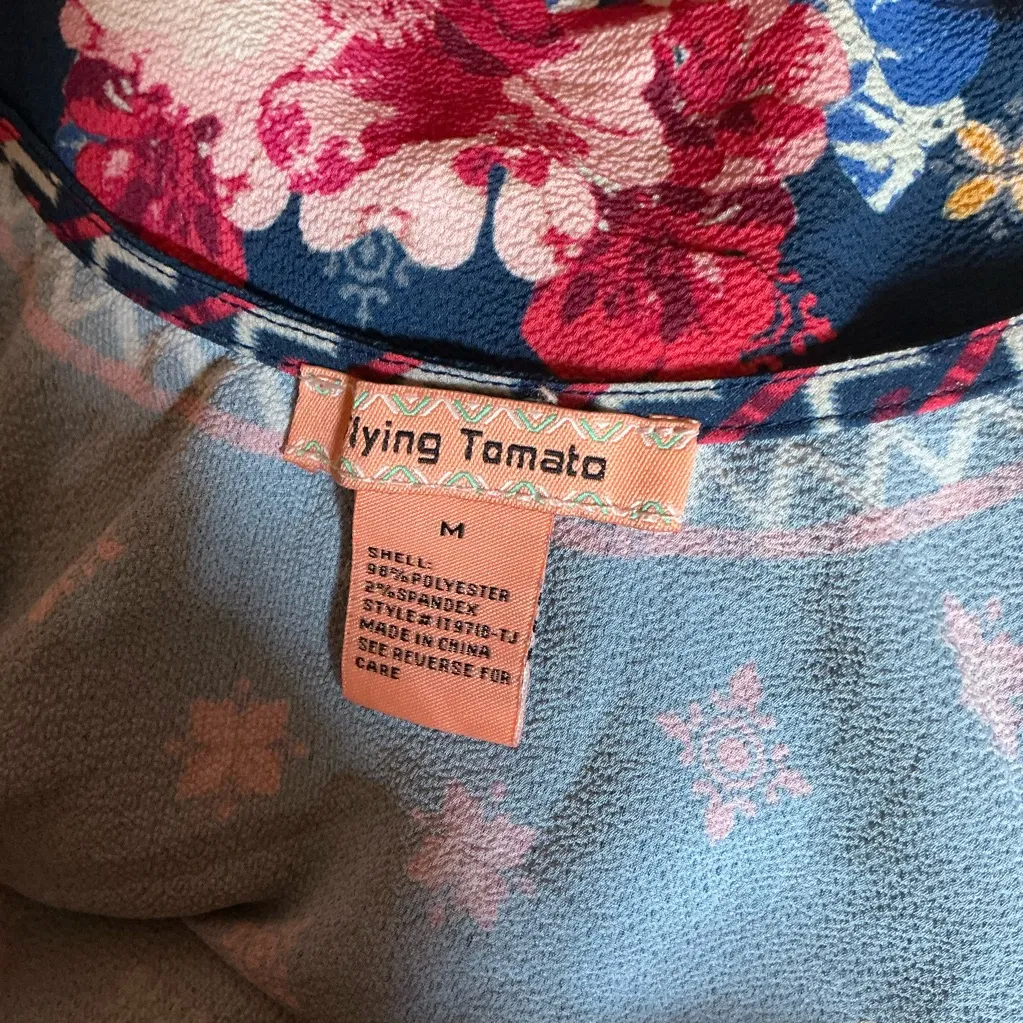 lying Tomato
M
SHELL:
98%POLYESTER
2%SPANDEX
STYLE# IT9718-TJ
MADE IN CHINA
SEE REVERSE FOR
CARE